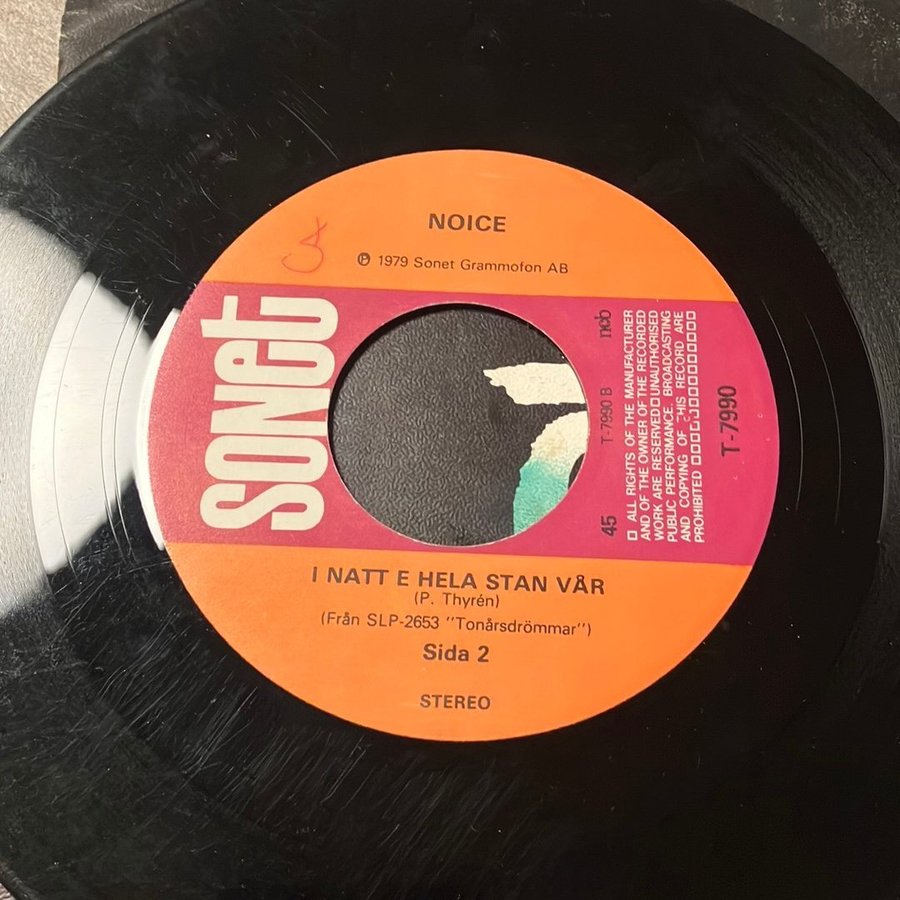 NOICE
℗ 1979 Sonet Grammofon AB
SONET
T-7990 B
ncb
45
□ ALL RIGHTS OF THE MANUFACTURER
AND OF THE OWNER OF THE RECORDED
WORK ARE RESERVED □ UNAUTHORISED
PUBLIC PERFORMANCE. BROADCASTING
AND COPYING OF THIS RECORD ARE
PROHIBITED □□□□□□□□□□□□
T-7990
I NATT E HELA STAN VÅR
(P. Thyrén)
(Från SLP-2653 "Tonårsdrömmar")
Sida 2
STEREO